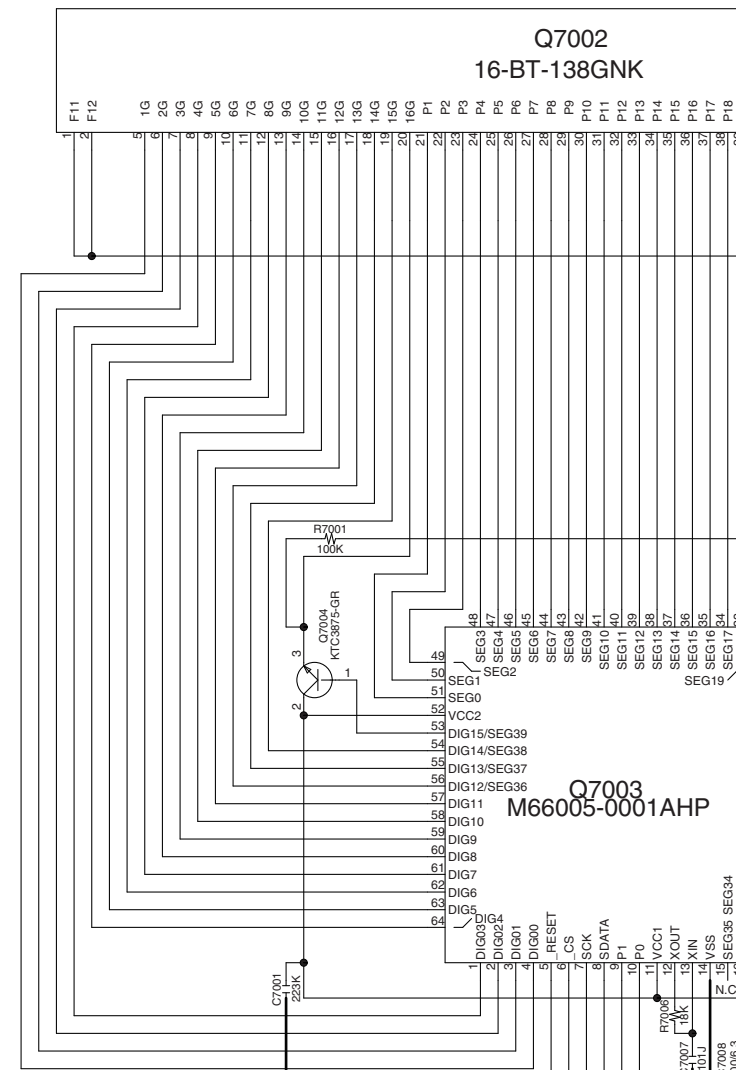 Q7002
16-BT-138GNK
F11
F12
1G
2G
3G
4G
5G
6G
7G
8G
9G
10G
11G
12G
13G
14G
15G
16G
P1
P2
P3
P4
P5
P6
P7
P8
P9
P10
P11
P12
P13
P14
P15
P16
P17
P18
1
2
5
6
7
8
9
10
11
12
13
14
15
16
17
18
19
20
21
22
23
24
25
26
27
28
29
30
31
32
33
34
35
36
37
38
R7001
100K
Q7004
KTC3875-GR
3
1
2
48
47
46
45
44
43
42
41
40
39
38
37
36
35
34
SEG3
SEG4
SEG5
SEG6
SEG7
SEG8
SEG9
SEG10
SEG11
SEG12
SEG13
SEG14
SEG15
SEG16
SEG17
49
SEG2
50
SEG1
SEG19
51
SEG0
52
VCC2
53
DIG15/SEG39
54
DIG14/SEG38
55
DIG13/SEG37
56
DIG12/SEG36
57
DIG11
58
DIG10
59
DIG9
60
DIG8
61
DIG7
62
DIG6
63
DIG5
64
DIG4
Q7003
M66005-0001AHP
DIG03
DIG02
DIG01
DIG00
_RESET
_CS
SCK
SDATA
P1
P0
VCC1
XOUT
XIN
VSS
SEG35
SEG34
1
2
3
4
5
6
7
8
9
10
11
12
13
14
15
N.C
C7001
223K
R7006
18K
101J